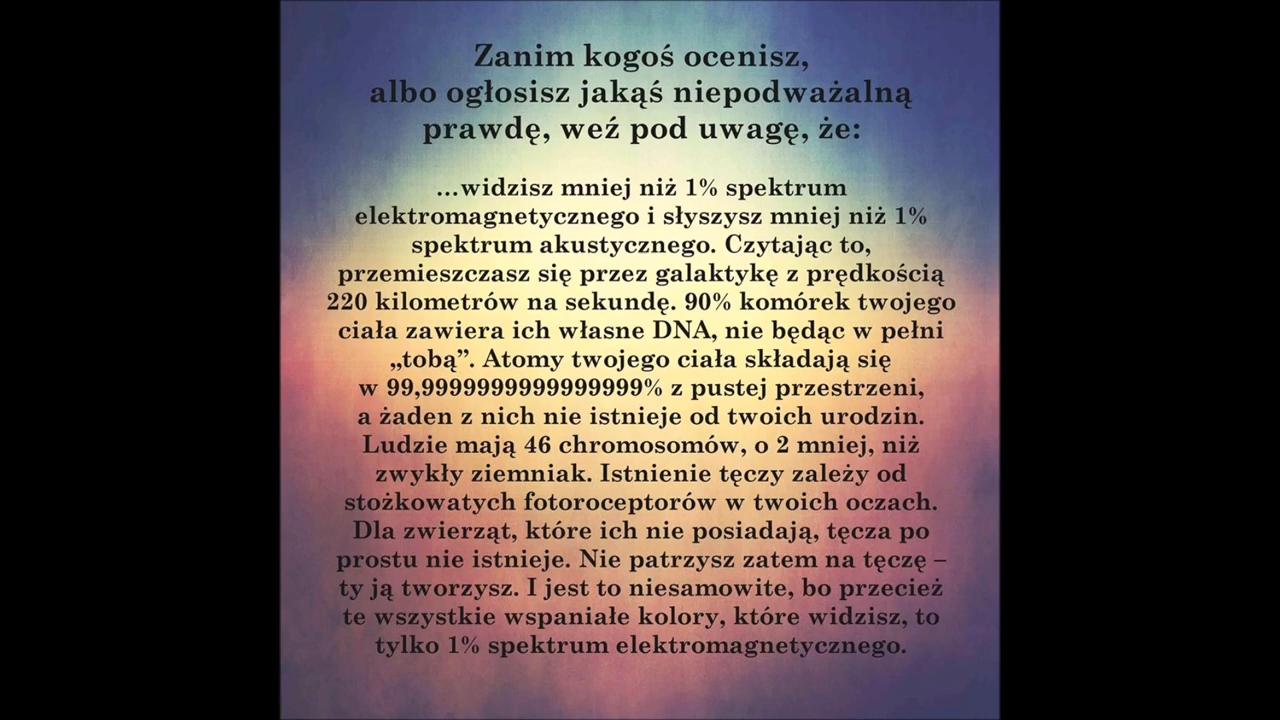 Zanim kogoś ocenisz,
albo ogłosisz jakąś niepodważalną
prawdę, weź pod uwagę, że:
...widzisz mniej niż 1% spektrum
elektromagnetycznego i słyszysz mniej niż 1%
spektrum akustycznego. Czytając to,
przemieszczasz się przez galaktykę z prędkością
220 kilometrów na sekundę. 90% komórek twojego
ciała zawiera ich własne DNA, nie będąc w pełni
„tobą”. Atomy twojego ciała składają się
w 99,9999999999999999% z pustej przestrzeni,
a żaden z nich nie istnieje od twoich urodzin.
Ludzie mają 46 chromosomów, o 2 mniej, niż
zwykły ziemniak. Istnienie tęczy zależy od
stożkowatych fotoroceptorów w twoich oczach.
Dla zwierząt, które ich nie posiadają, tęcza po
prostu nie istnieje. Nie patrzysz zatem na tęczę –
ty ją tworzysz. I jest to niesamowite, bo przecież
te wszystkie wspaniałe kolory, które widzisz, to
tylko 1% spektrum elektromagnetycznego.